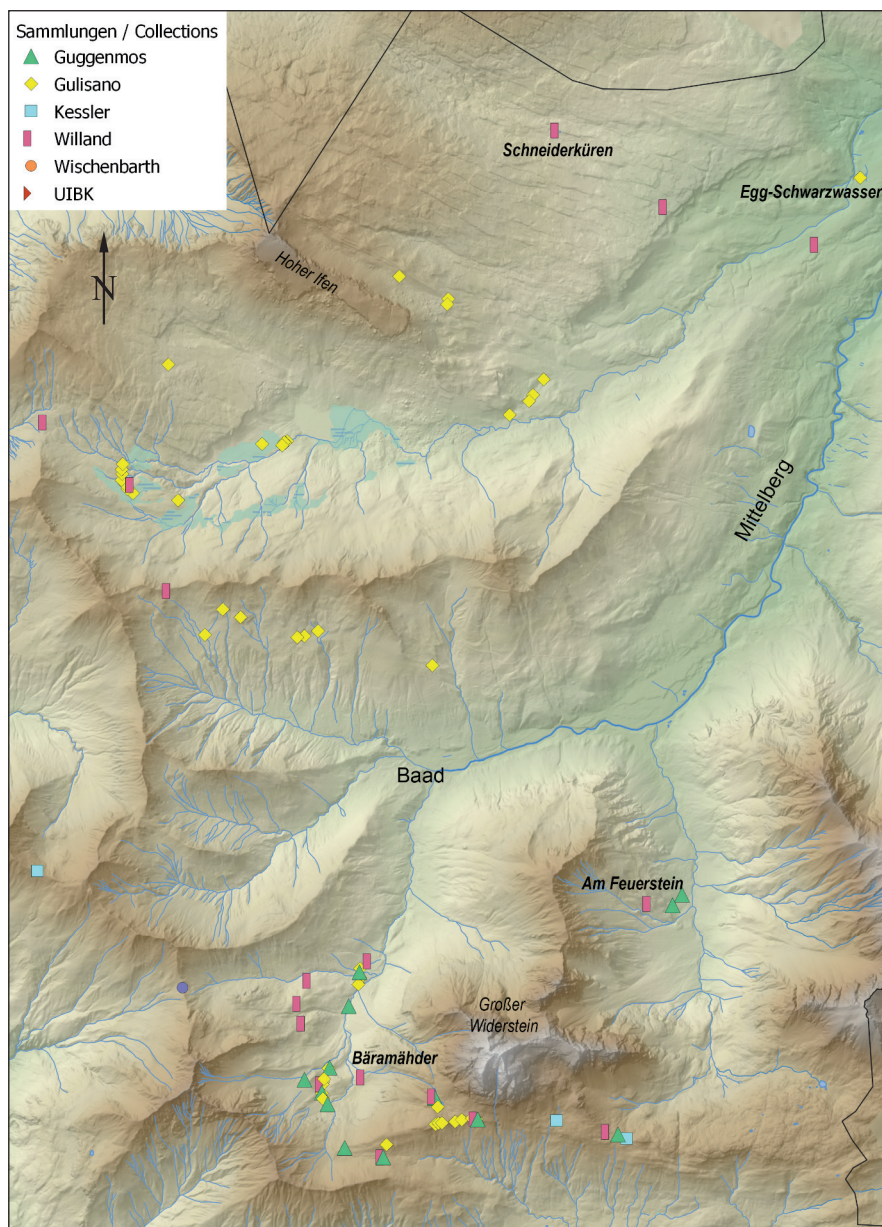 Sammlungen / Collections
Guggenmos
Gulisano
Kessler
Willand
Wischenbarth
UIBK
Schneiderküren
Egg-Schwarzwasser
Hoher Ifen
N
Mittelberg
Baad
Am Feuerstein
Großer
Widerstein
Bäramähder